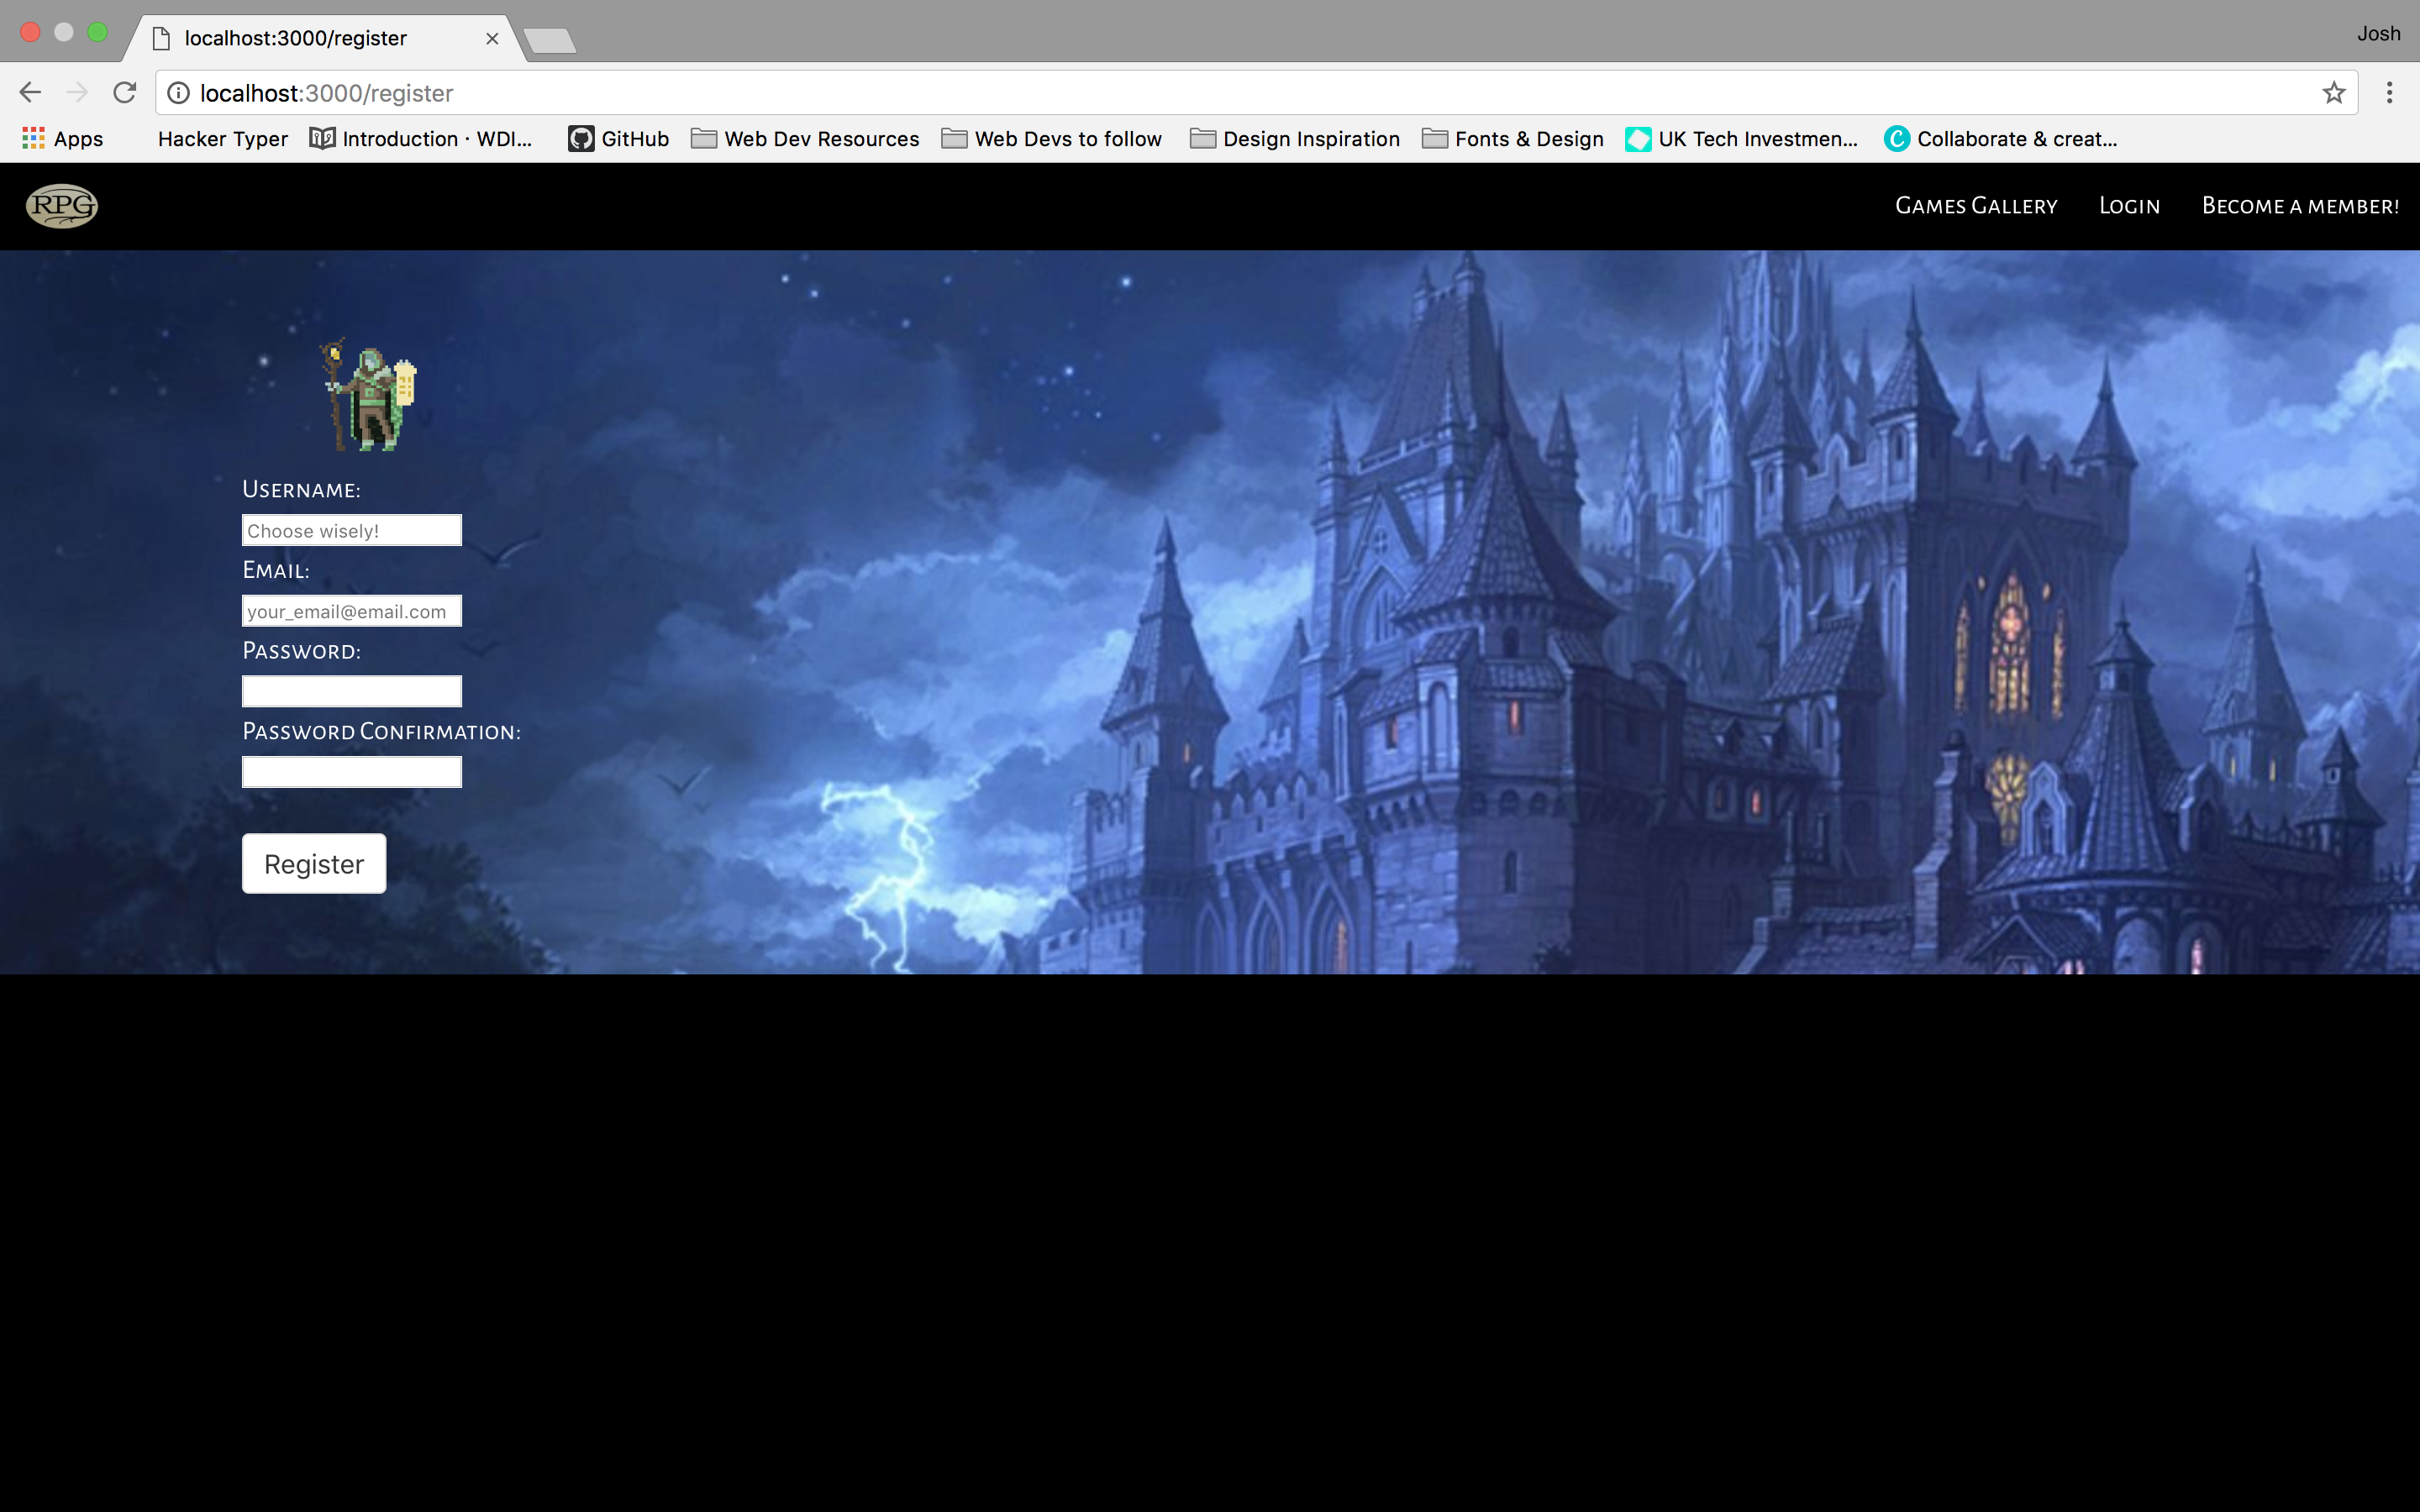 localhost:3000/register
Josh
localhost:3000/register
Apps Hacker Typer Introduction · WDI... GitHub Web Dev Resources Web Devs to follow Design Inspiration Fonts & Design UK Tech Investmen... C Collaborate & creat...
RPG Games Gallery Login Become a member!
Username:
Choose wisely!
Email:
your_email@email.com
Password:
Password Confirmation:
Register